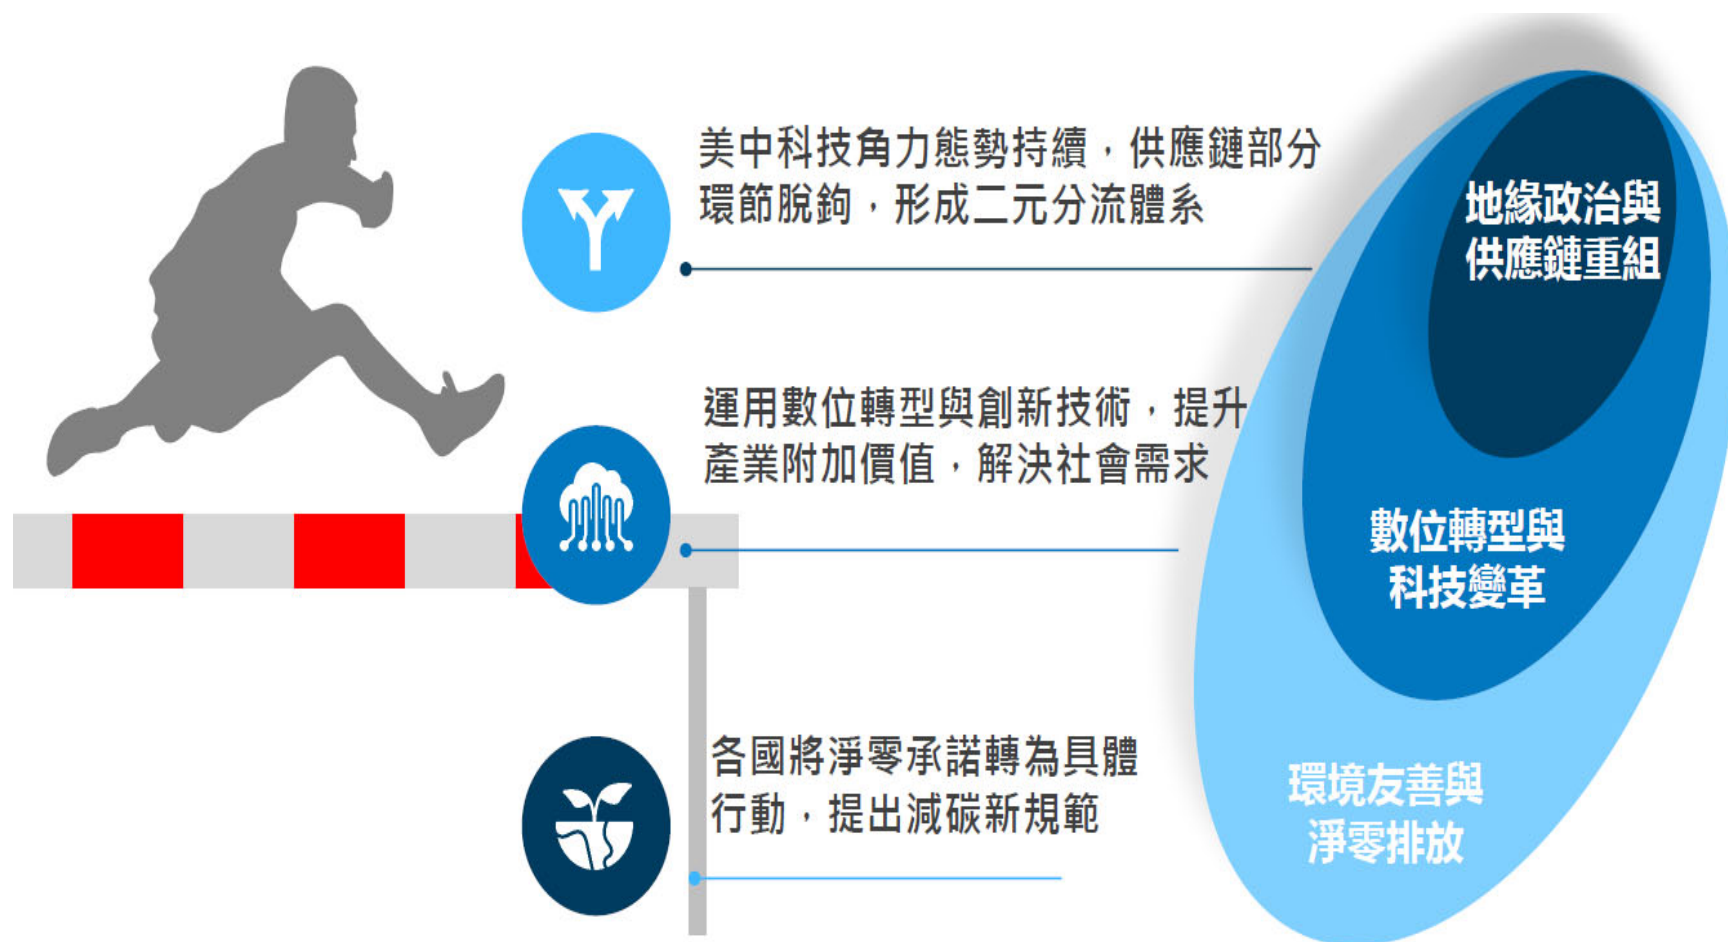 美中科技角力態勢持續，供應鏈部分
環節脫鉤，形成二元分流體系
地緣政治與
供應鏈重組
運用數位轉型與創新技術，提升
產業附加價值，解決社會需求
數位轉型與
科技變革
各國將淨零承諾轉為具體
行動，提出減碳新規範
環境友善與
淨零排放